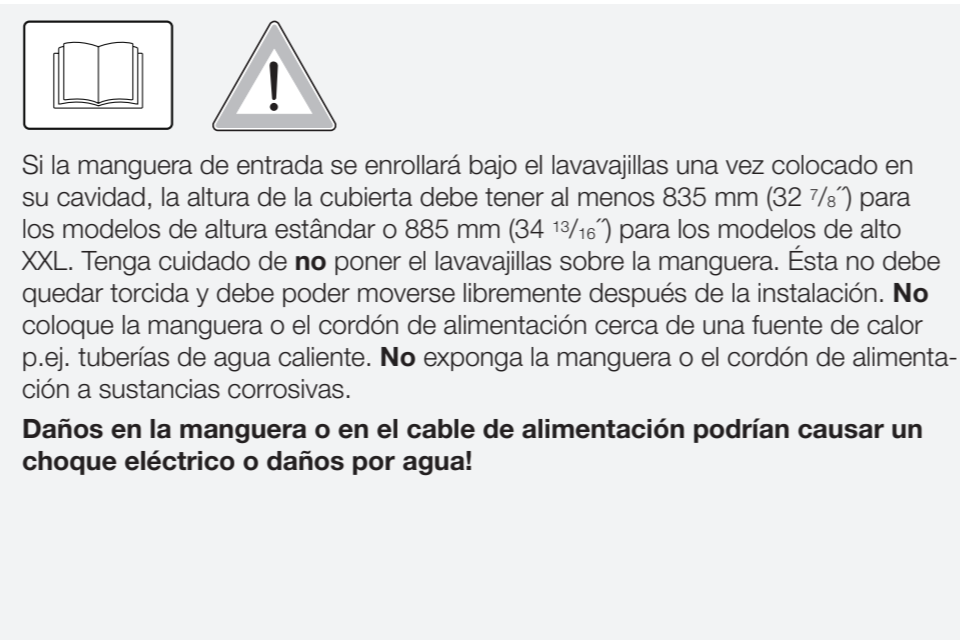 Si la manguera de entrada se enrollará bajo el lavavajillas una vez colocado en
su cavidad, la altura de la cubierta debe tener al menos 835 mm (32 7/8˝) para
los modelos de altura estândar o 885 mm (34 13/16˝) para los modelos de alto
XXL. Tenga cuidado de no poner el lavavajillas sobre la manguera. Ésta no debe
quedar torcida y debe poder moverse libremente después de la instalación. No
coloque la manguera o el cordón de alimentación cerca de una fuente de calor
p.ej. tuberías de agua caliente. No exponga la manguera o el cordón de alimenta-
ción a sustancias corrosivas.
Daños en la manguera o en el cable de alimentación podrían causar un
choque eléctrico o daños por agua!